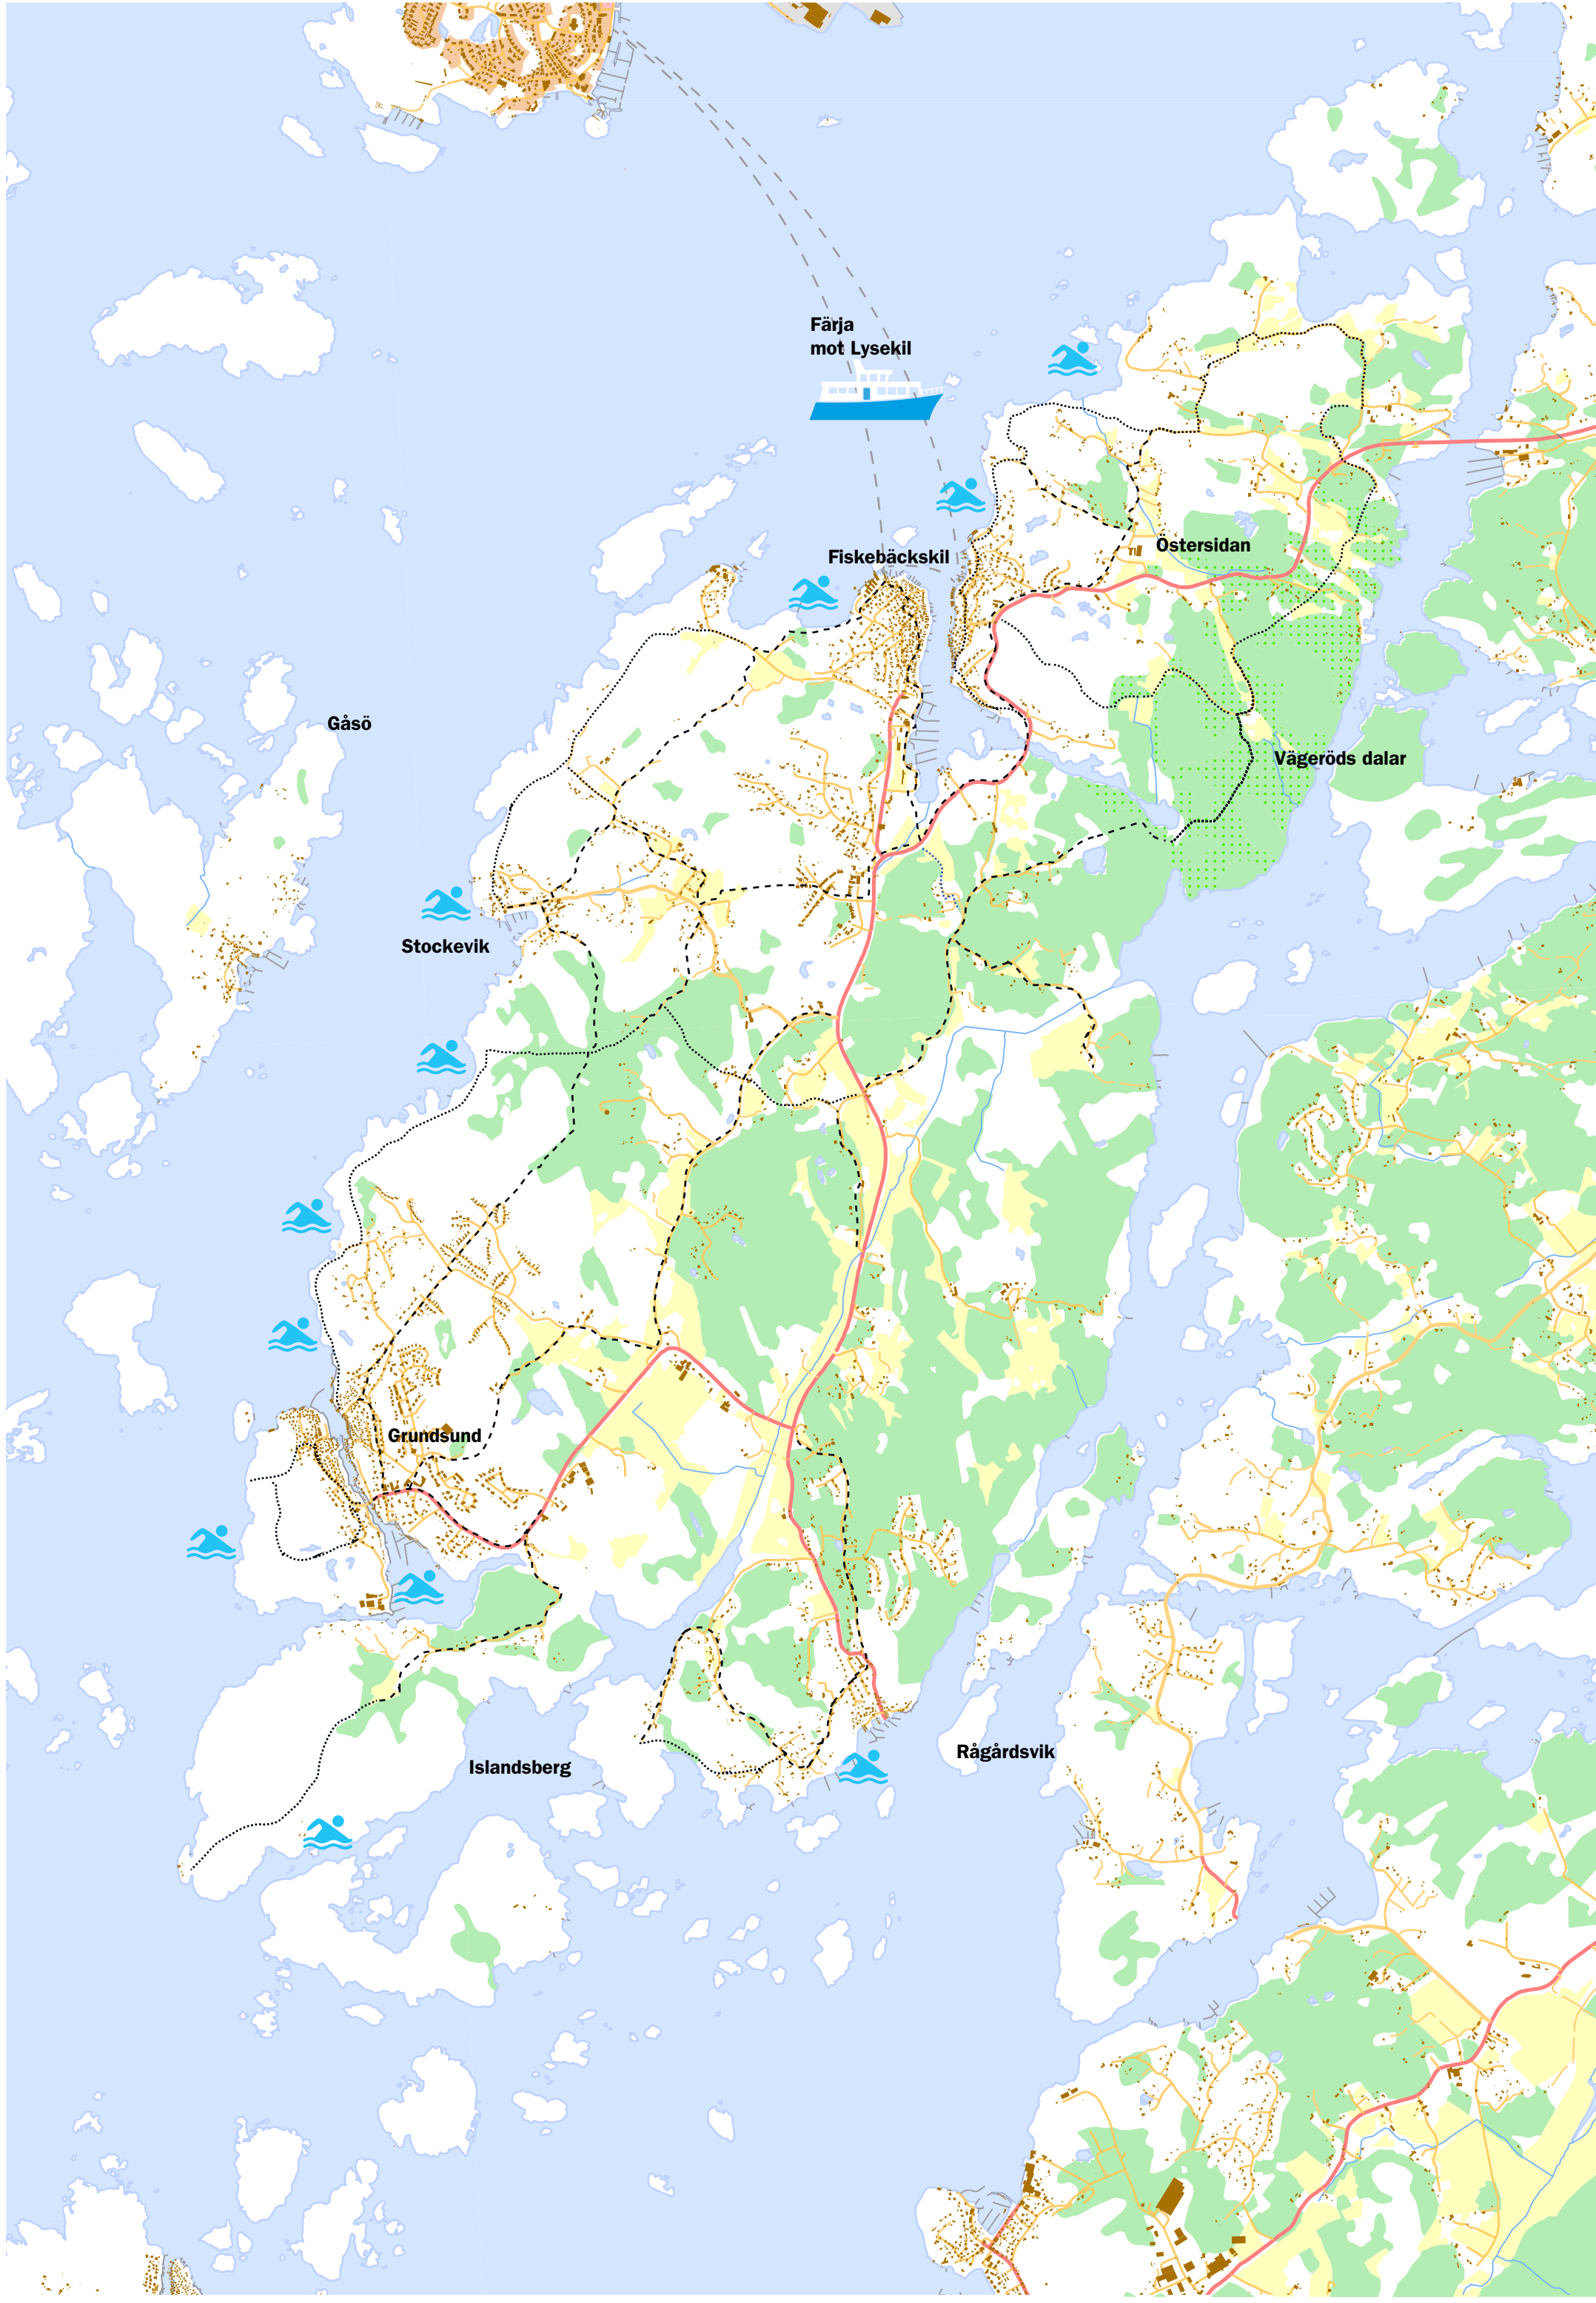 Färja
mot Lysekil
Fiskebäckskil
Östersidan
Gåsö
Vägeröds dalar
Stockevik
Grundsund
Rågårdsvik
Islandsberg